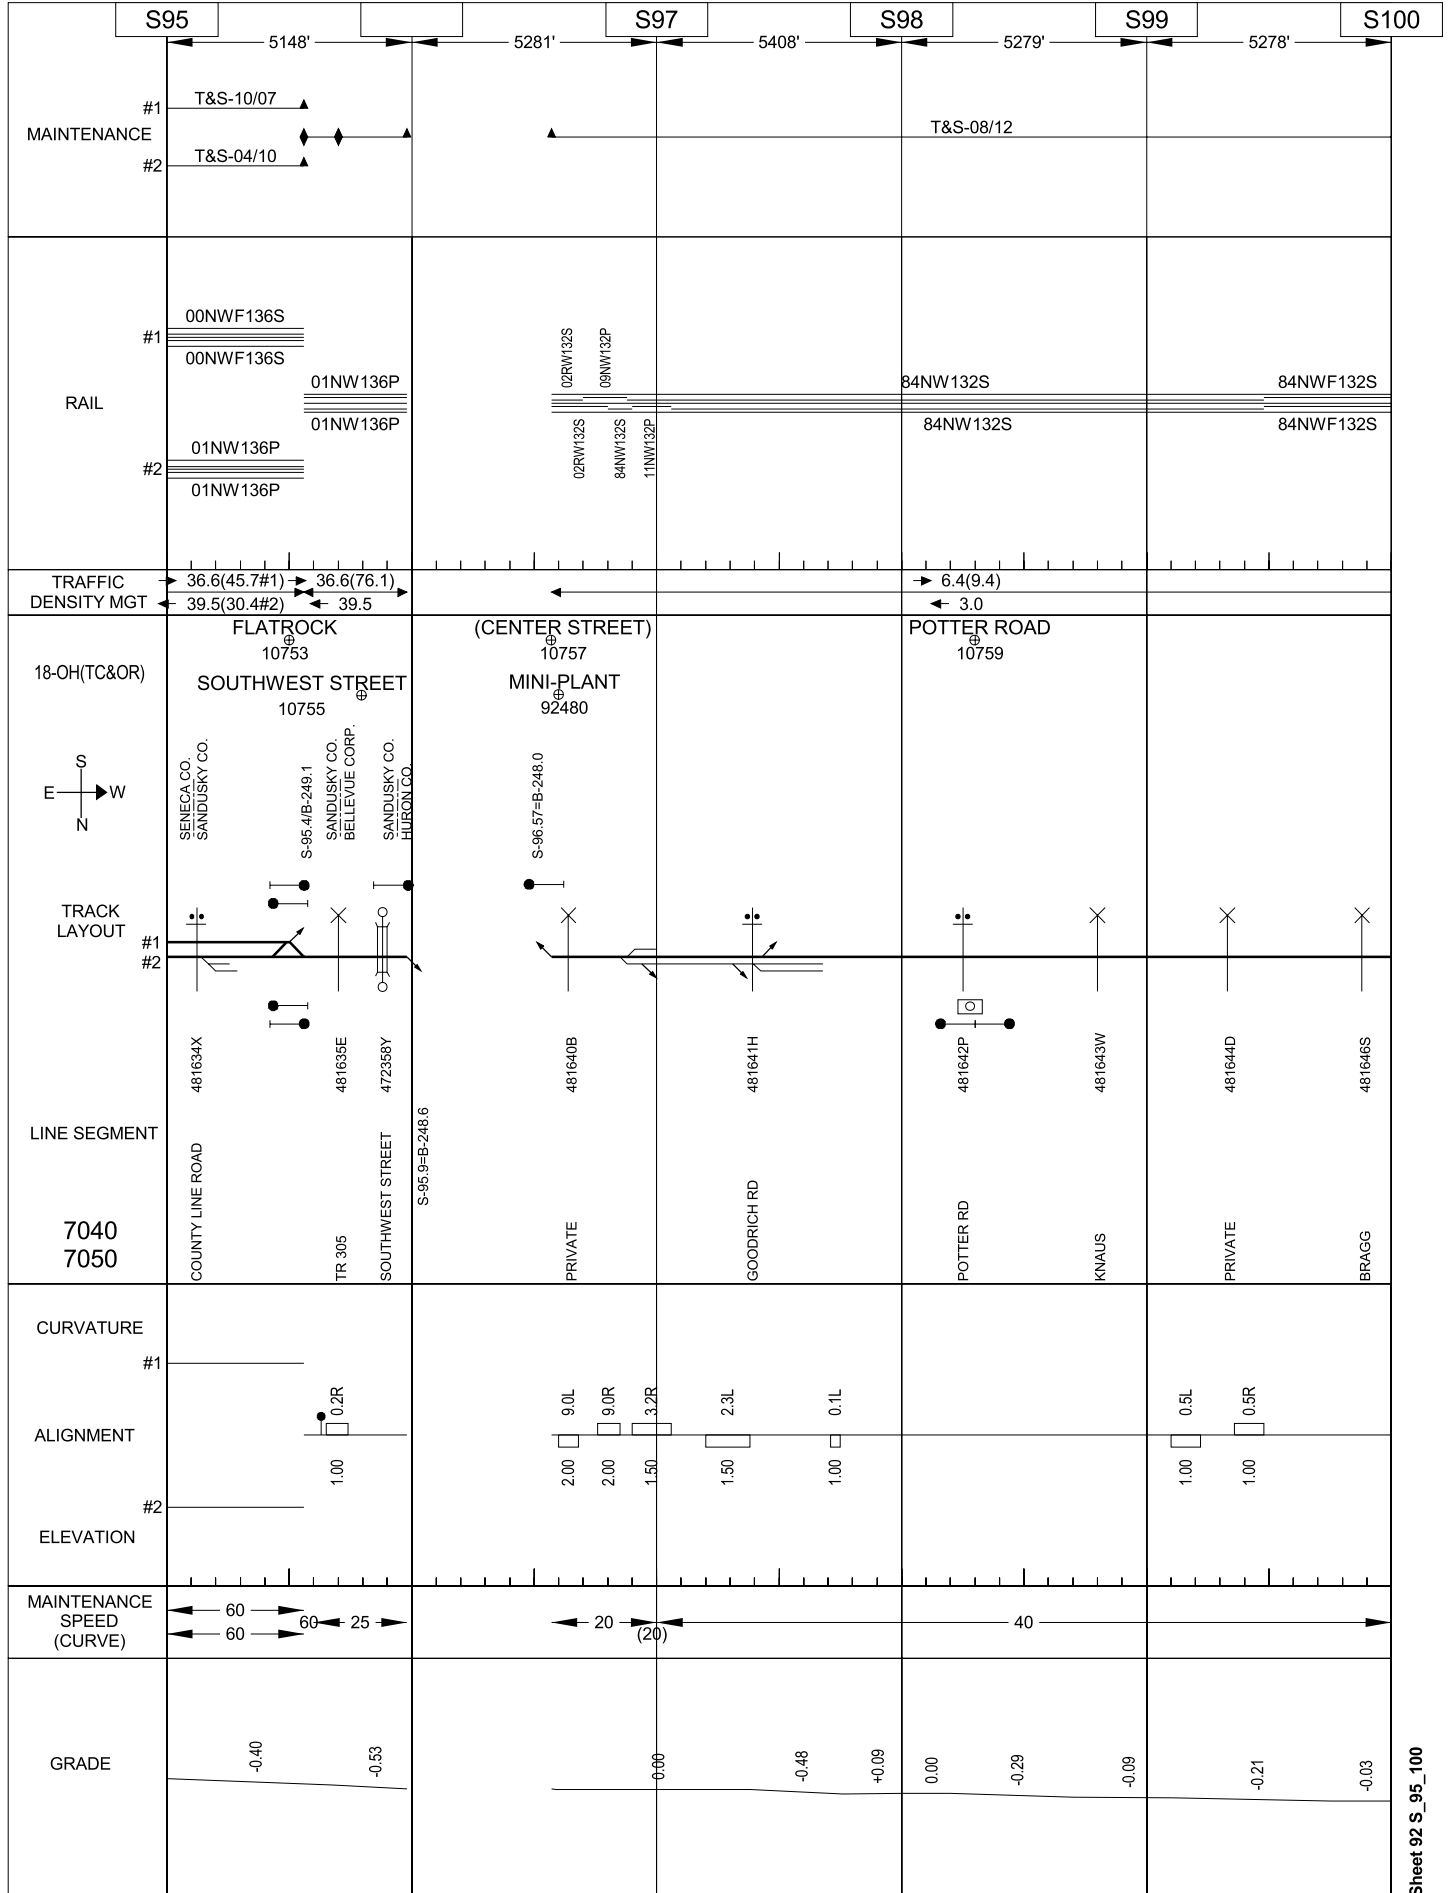 S95 S97 S98 S99 S100
5148' 5281' 5408' 5279' 5278'
MAINTENANCE
#1 T&S-10/07
T&S-08/12
#2 T&S-04/10
RAIL
#1
00NWF136S
00NWF136S
01NW136P
01NW136P
#2
01NW136P
01NW136P
02RW132S
09NW132P
02RW132S
84NW132S
11NW132P
84NW132S
84NW132S
84NWF132S
84NWF132S
TRAFFIC
DENSITY MGT
36.6(45.7#1) 36.6(76.1) 6.4(9.4)
39.5(30.4#2) 39.5 3.0
18-OH(TC&OR)
FLATROCK
10753
SOUTHWEST STREET
10755
(CENTER STREET)
10757
MINI-PLANT
92480
POTTER ROAD
10759
S
E W
N
SENECA CO.
SANDUSKY CO.
S-95.4/B-249.1
SANDUSKY CO.
BELLEVUE CORP.
SANDUSKY CO.
HURON CO.
S-96.57=B-248.0
TRACK
LAYOUT
#1
#2
481634X
481635E
472358Y
481640B
481641H
481642P
481643W
481644D
481646S
LINE SEGMENT
7040
7050
S-95.9=B-248.6
COUNTY LINE ROAD
TR 305
SOUTHWEST STREET
PRIVATE
GOODRICH RD
POTTER RD
KNAUS
PRIVATE
BRAGG
CURVATURE
#1
ALIGNMENT
0.2R 9.0L 9.0R 3.2R 2.3L 0.1L 0.5L 0.5R
1.00 2.00 2.00 1.50 1.50 1.00 1.00 1.00
#2
ELEVATION
MAINTENANCE
SPEED
(CURVE)
60
60
60 25 20 40
(20)
GRADE
-0.40 -0.53 0.00 -0.48 +0.09 0.00 -0.29 -0.09 -0.21 -0.03
Sheet 92 S_95_100